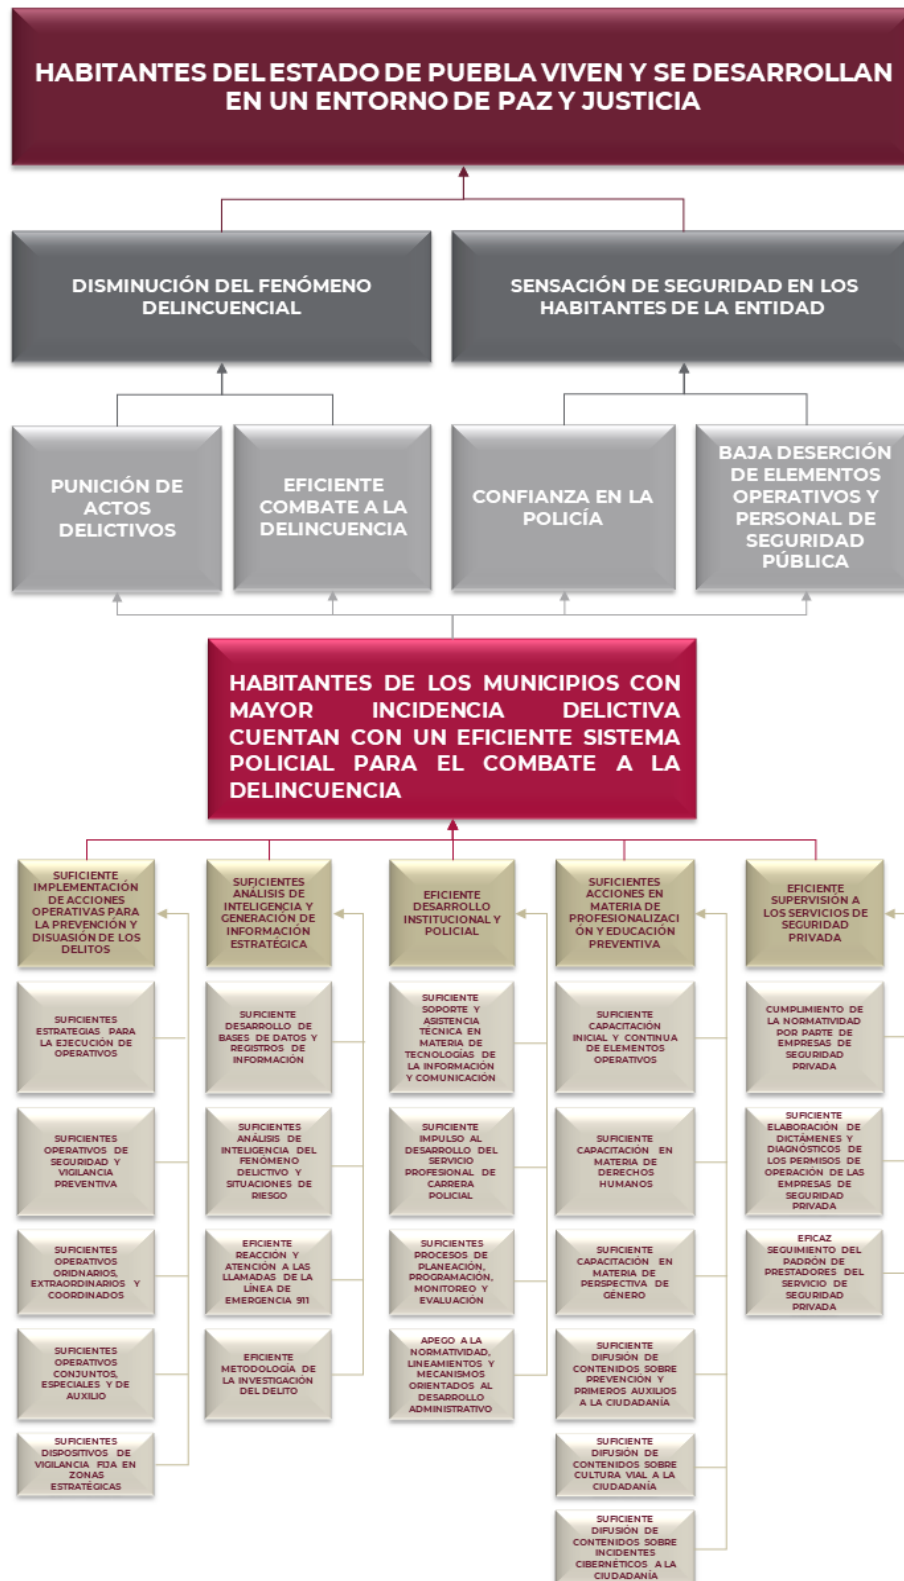 HABITANTES DEL ESTADO DE PUEBLA VIVEN Y SE DESARROLLAN
EN UN ENTORNO DE PAZ Y JUSTICIA
DISMINUCIÓN DEL FENÓMENO
DELINCUENCIAL
SENSACIÓN DE SEGURIDAD EN LOS
HABITANTES DE LA ENTIDAD
PUNICIÓN DE
ACTOS
DELICTIVOS
EFICIENTE
COMBATE A LA
DELINCUENCIA
CONFIANZA EN LA
POLICÍA
BAJA DESERCIÓN
DE ELEMENTOS
OPERATIVOS Y
PERSONAL DE
SEGURIDAD
PÚBLICA
HABITANTES DE LOS MUNICIPIOS CON
MAYOR INCIDENCIA DELICTIVA
CUENTAN CON UN EFICIENTE SISTEMA
POLICIAL PARA EL COMBATE A LA
DELINCUENCIA
SUFICIENTE
IMPLEMENTACIÓN
DE ACCIONES
OPERATIVAS PARA
LA PREVENCIÓN Y
DISUASIÓN DE LOS
DELITOS
SUFICIENTES
ESTRATEGIAS PARA
LA EJECUCIÓN DE
OPERATIVOS
SUFICIENTES
OPERATIVOS DE
SEGURIDAD Y
VIGILANCIA
PREVENTIVA
SUFICIENTES
OPERATIVOS
ORIDNARIOS,
EXTRAORDINARIOS Y
COORDINADOS
SUFICIENTES
OPERATIVOS
CONJUNTOS,
ESPECIALES Y DE
AUXILIO
SUFICIENTES
DISPOSITIVOS DE
VIGILANCIA FIJA EN
ZONAS
ESTRATÉGICAS
SUFICIENTES
ANÁLISIS DE
INTELIGENCIA Y
GENERACIÓN DE
INFORMACIÓN
ESTRATÉGICA
SUFICIENTE
DESARROLLO DE
BASES DE DATOS Y
REGISTROS DE
INFORMACIÓN
SUFICIENTES
ANÁLISIS DE
INTELIGENCIA DEL
FENÓMENO
DELICTIVO Y
SITUACIONES DE
RIESGO
EFICIENTE
REACCIÓN Y
ATENCIÓN A LAS
LLAMADAS DE LA
LÍNEA DE
EMERGENCIA 911
EFICIENTE
METODOLOGÍA DE
LA INVESTIGACIÓN
DEL DELITO
EFICIENTE
DESARROLLO
INSTITUCIONAL Y
POLICIAL
SUFICIENTE
SOPORTE Y
ASISTENCIA
TÉCNICA EN
MATERIA DE
TECNOLOGÍAS DE
LA INFORMACIÓN
Y COMUNICACIÓN
SUFICIENTE
IMPULSO AL
DESARROLLO DEL
SERVICIO
PROFESIONAL DE
CARRERA
POLICIAL
SUFICIENTES
PROCESOS DE
PLANEACIÓN,
PROGRAMACIÓN,
MONITOREO Y
EVALUACIÓN
APEGO A LA
NORMATIVIDAD,
LINEAMIENTOS Y
MECANISMOS
ORIENTADOS AL
DESARROLLO
ADMINISTRATIVO
SUFICIENTES
ACCIONES EN
MATERIA DE
PROFESIONALIZACI
ÓN Y EDUCACIÓN
PREVENTIVA
SUFICIENTE
CAPACITACIÓN
INICIAL Y CONTINUA
DE ELEMENTOS
OPERATIVOS
SUFICIENTE
CAPACITACIÓN EN
MATERIA DE
DERECHOS
HUMANOS
SUFICIENTE
CAPACITACIÓN EN
MATERIA DE
PERSPECTIVA DE
GÉNERO
SUFICIENTE
DIFUSIÓN DE
CONTENIDOS SOBRE
PREVENCIÓN Y
PRIMEROS AUXILIOS
A LA CIUDADANÍA
SUFICIENTE
DIFUSIÓN DE
CONTENIDOS SOBRE
CULTURA VIAL A LA
CIUDADANÍA
SUFICIENTE
DIFUSIÓN DE
CONTENIDOS SOBRE
INCIDENTES
CIBERNÉTICOS A LA
CIUDADANÍA
EFICIENTE
SUPERVISIÓN A
LOS SERVICIOS DE
SEGURIDAD
PRIVADA
CUMPLIMIENTO DE
LA NORMATIVIDAD
POR PARTE DE
EMPRESAS DE
SEGURIDAD
PRIVADA
SUFICIENTE
ELABORACIÓN DE
DICTÁMENES Y
DIAGNÓSTICOS DE
LOS PERMISOS DE
OPERACIÓN DE LAS
EMPRESAS DE
SEGURIDAD
PRIVADA
EFICAZ
SEGUIMIENTO DEL
PADRÓN DE
PRESTADORES DEL
SERVICIO DE
SEGURIDAD
PRIVADA